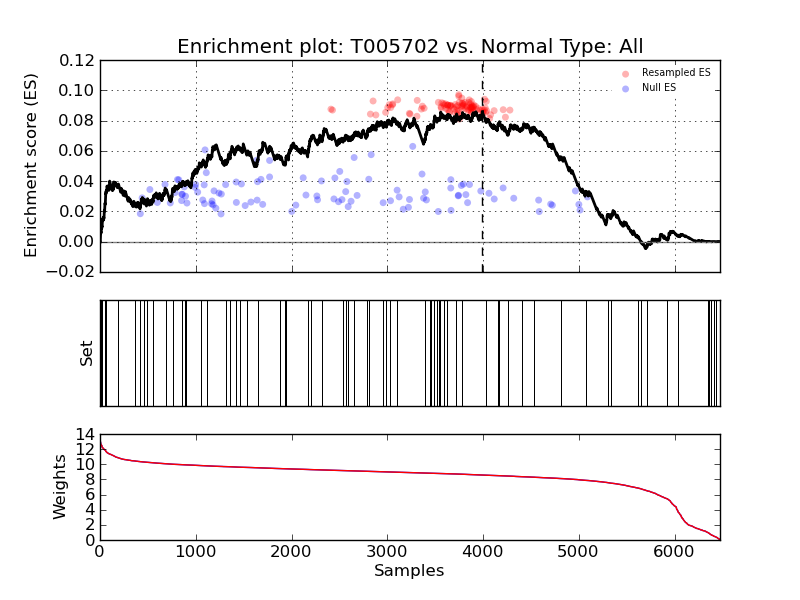 Enrichment plot: T005702 vs. Normal Type: All
Enrichment score (ES)
0.12
0.10
0.08
0.06
0.04
0.02
0.00
−0.02
Resampled ES
Null ES
Set
Weights
14
12
10
8
6
4
2
0
0 1000 2000 3000 4000 5000 6000
Samples